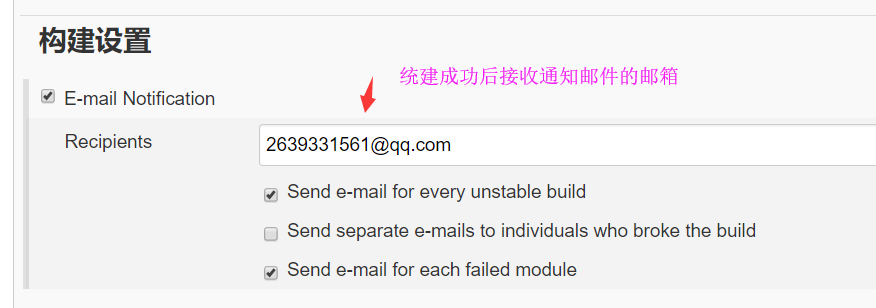 构建设置
统建成功后接收通知邮件的邮箱
E-mail Notification
Recipients
2639331561@qq.com
Send e-mail for every unstable build
Send separate e-mails to individuals who broke the build
Send e-mail for each failed module